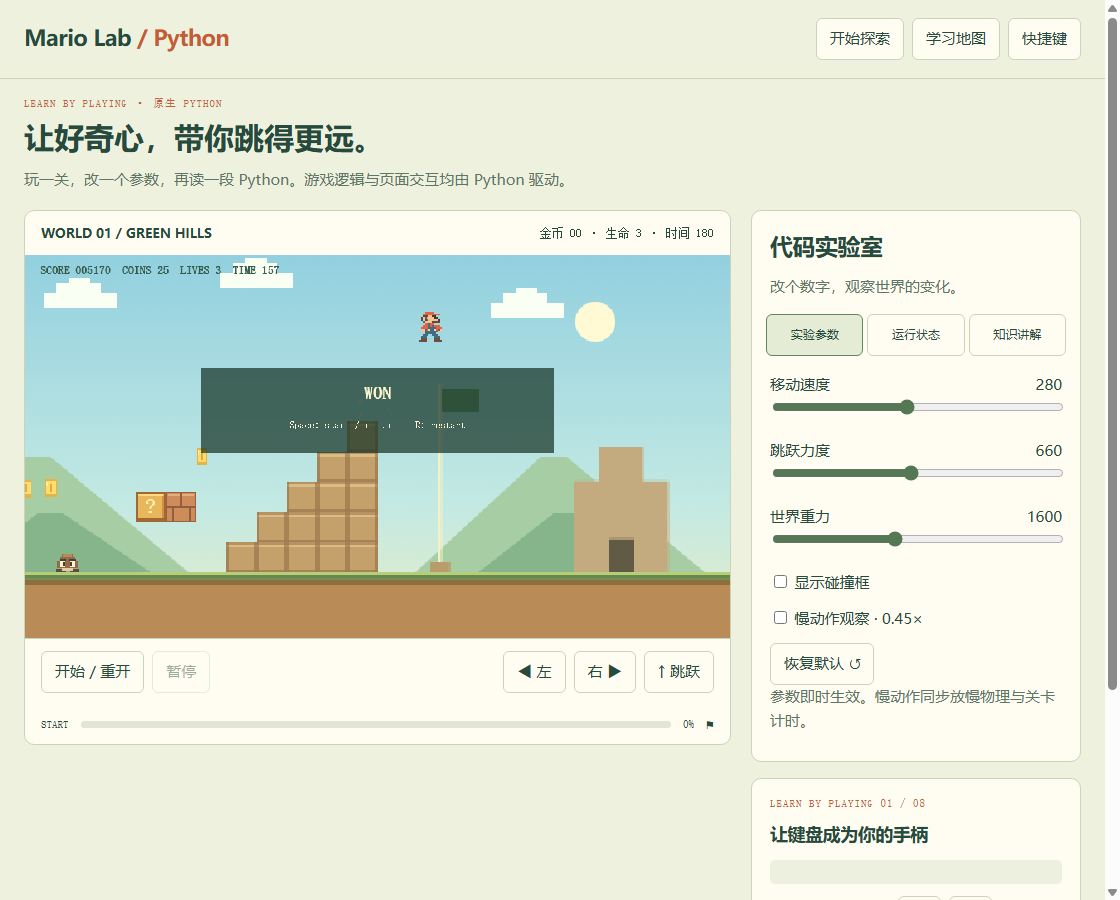 Mario Lab / Python
开始探索
学习地图
快捷键
LEARN BY PLAYING · 原生 PYTHON
让好奇心，带你跳得更远。
玩一关，改一个参数，再读一段 Python。游戏逻辑与页面交互均由 Python 驱动。
WORLD 01 / GREEN HILLS
金币 00 · 生命 3 · 时间 180
SCORE 005170 COINS 25 LIVES 3 TIME 157
WON
Space: R: restart
?
开始 / 重开
暂停
◀ 左
右 ▶
↑ 跳跃
START
0%
代码实验室
改个数字，观察世界的变化。
实验参数
运行状态
知识讲解
移动速度 280
跳跃力度 660
世界重力 1600
显示碰撞框
慢动作观察 · 0.45×
恢复默认 ↺
参数即时生效。慢动作同步放慢物理与关卡
计时。
LEARN BY PLAYING 01 / 08
让键盘成为你的手柄